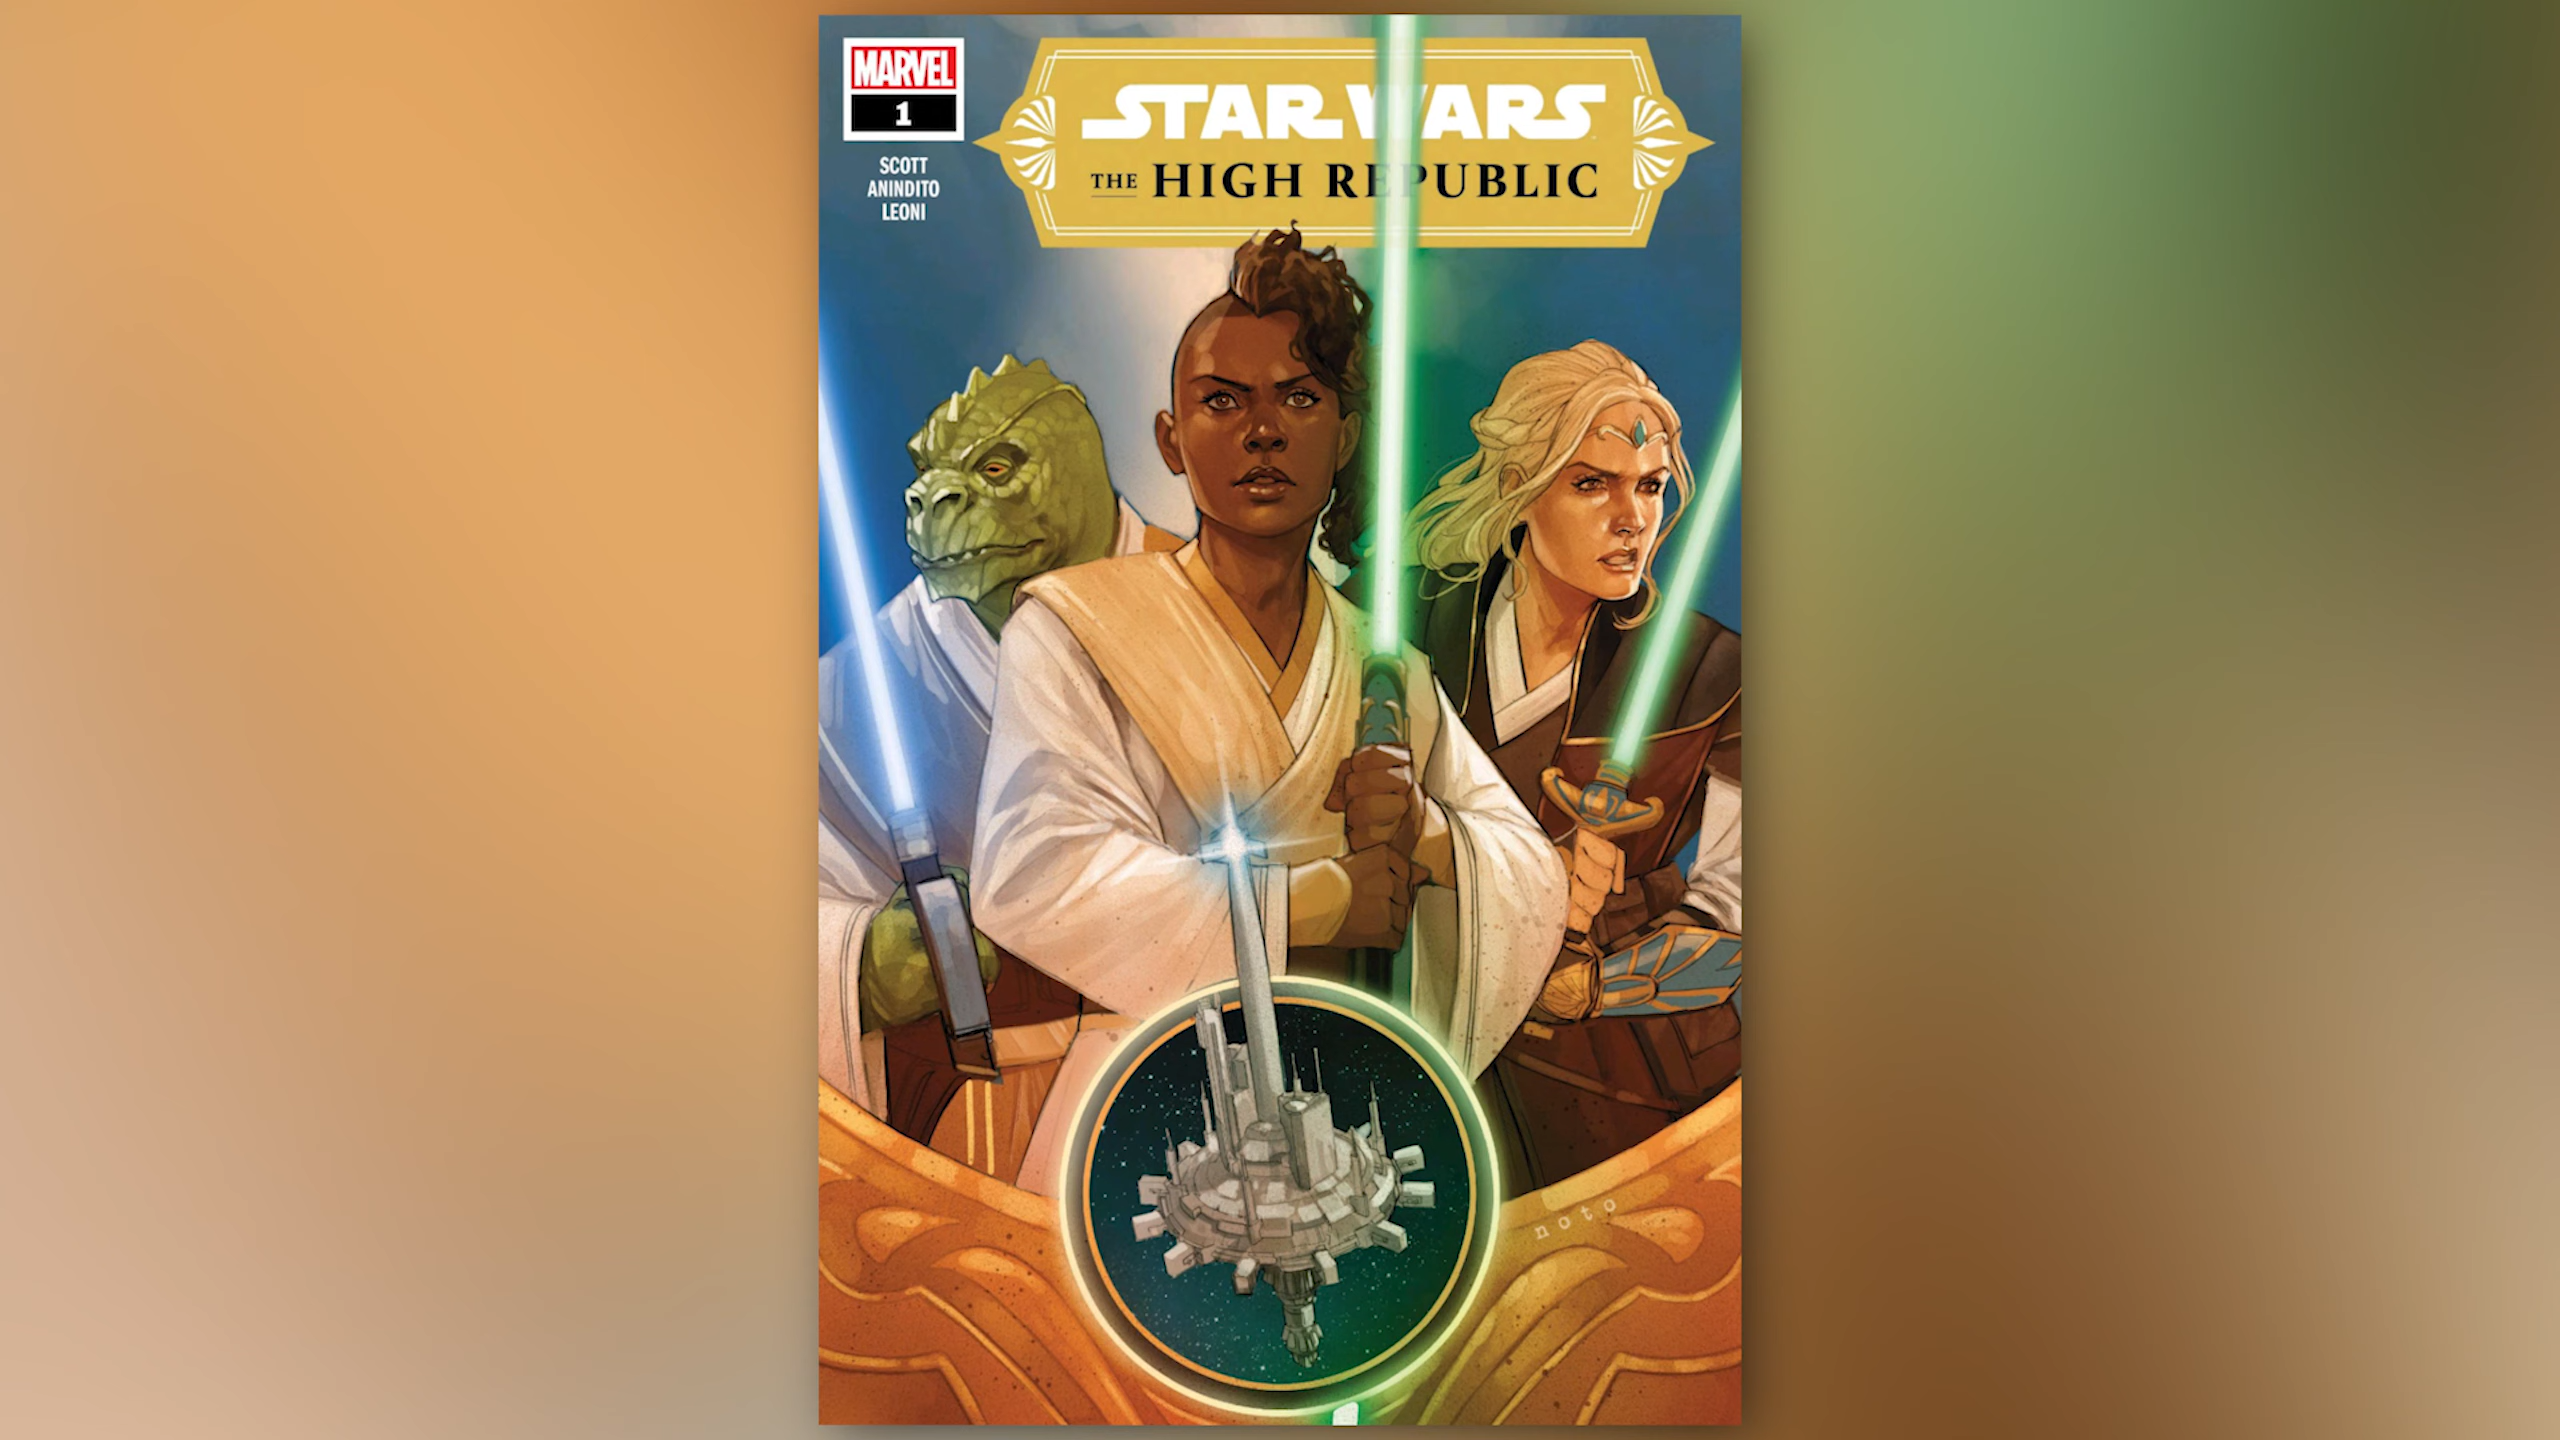 MARVEL
1
SCOTT
ANINDITO
LEONI
STAR WARS
THE HIGH REPUBLIC
noto